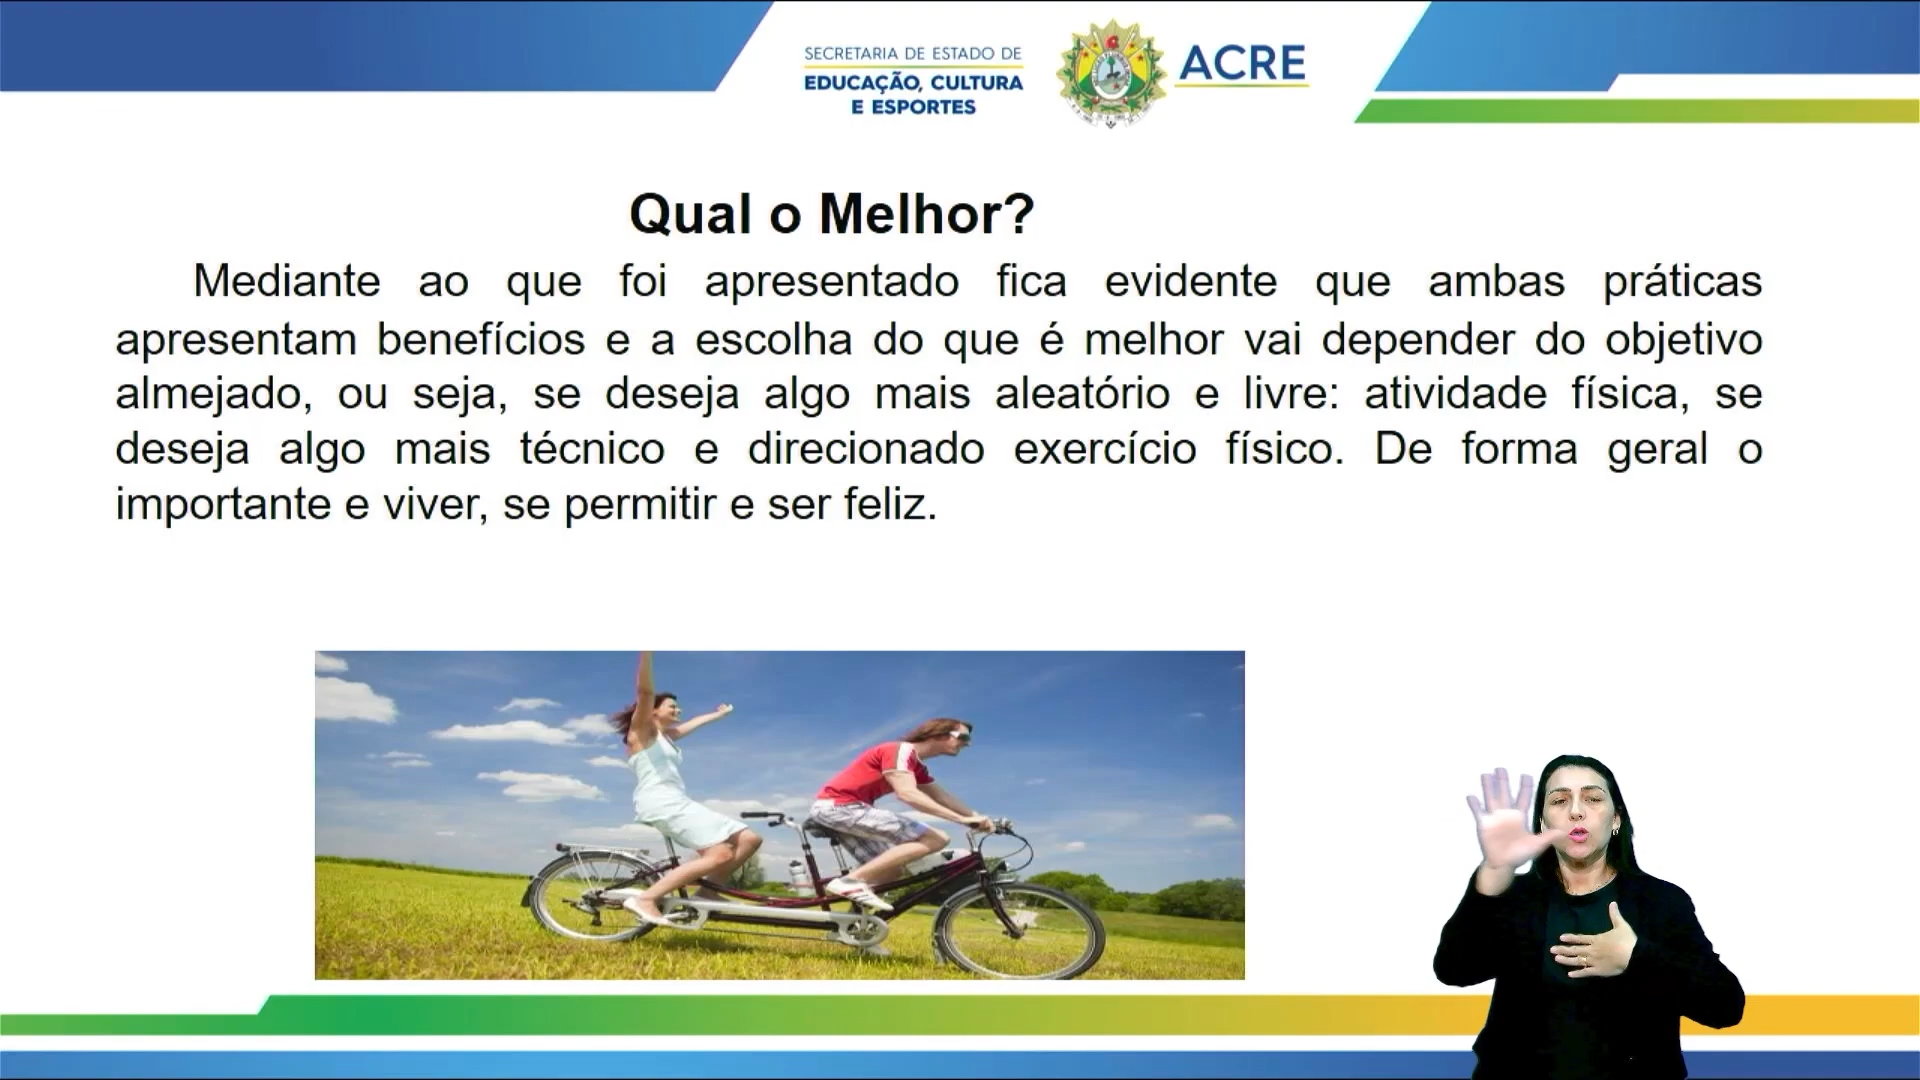 SECRETARIA DE ESTADO DE
EDUCAÇÃO, CULTURA
E ESPORTES
ACRE
Qual o Melhor?
Mediante ao que foi apresentado fica evidente que ambas práticas
apresentam benefícios e a escolha do que é melhor vai depender do objetivo
almejado, ou seja, se deseja algo mais aleatório e livre: atividade física, se
deseja algo mais técnico e direcionado exercício físico. De forma geral o
importante e viver, se permitir e ser feliz.